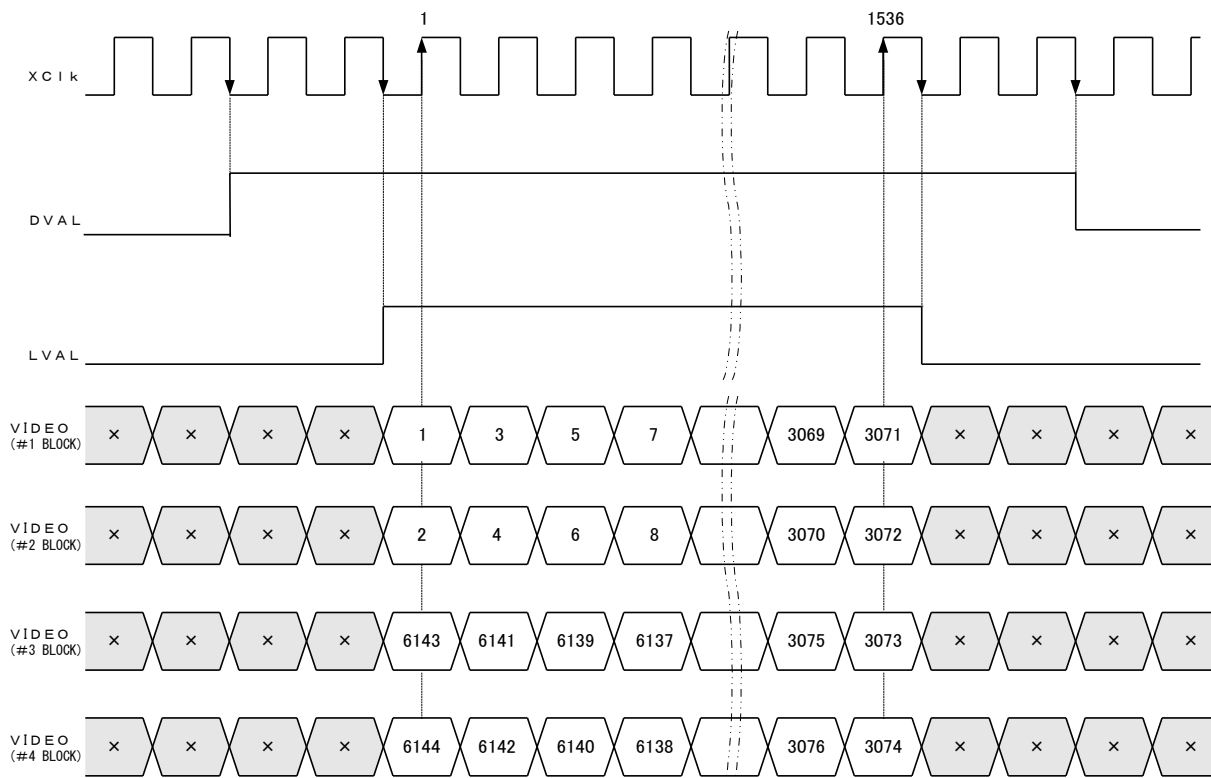 1 1536
XClk
DVAL
LVAL
VIDEO
(#1 BLOCK)
× × × × 1 3 5 7 3069 3071 × × × ×
VIDEO
(#2 BLOCK)
× × × × 2 4 6 8 3070 3072 × × × ×
VIDEO
(#3 BLOCK)
× × × × 6143 6141 6139 6137 3075 3073 × × × ×
VIDEO
(#4 BLOCK)
× × × × 6144 6142 6140 6138 3076 3074 × × × ×